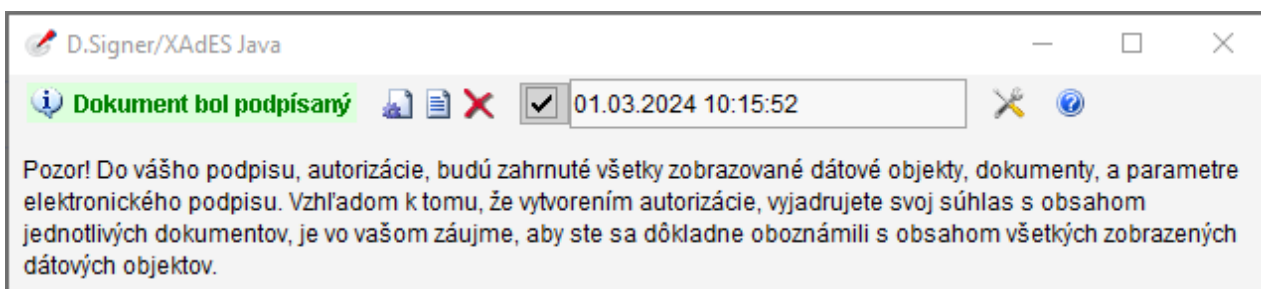 D.Signer/XAdES Java
Dokument bol podpísaný 01.03.2024 10:15:52
Pozor! Do vášho podpisu, autorizácie, budú zahrnuté všetky zobrazované dátové objekty, dokumenty, a parametre
elektronického podpisu. Vzhľadom k tomu, že vytvorením autorizácie, vyjadrujete svoj súhlas s obsahom
jednotlivých dokumentov, je vo vašom záujme, aby ste sa dôkladne oboznámili s obsahom všetkých zobrazených
dátových objektov.